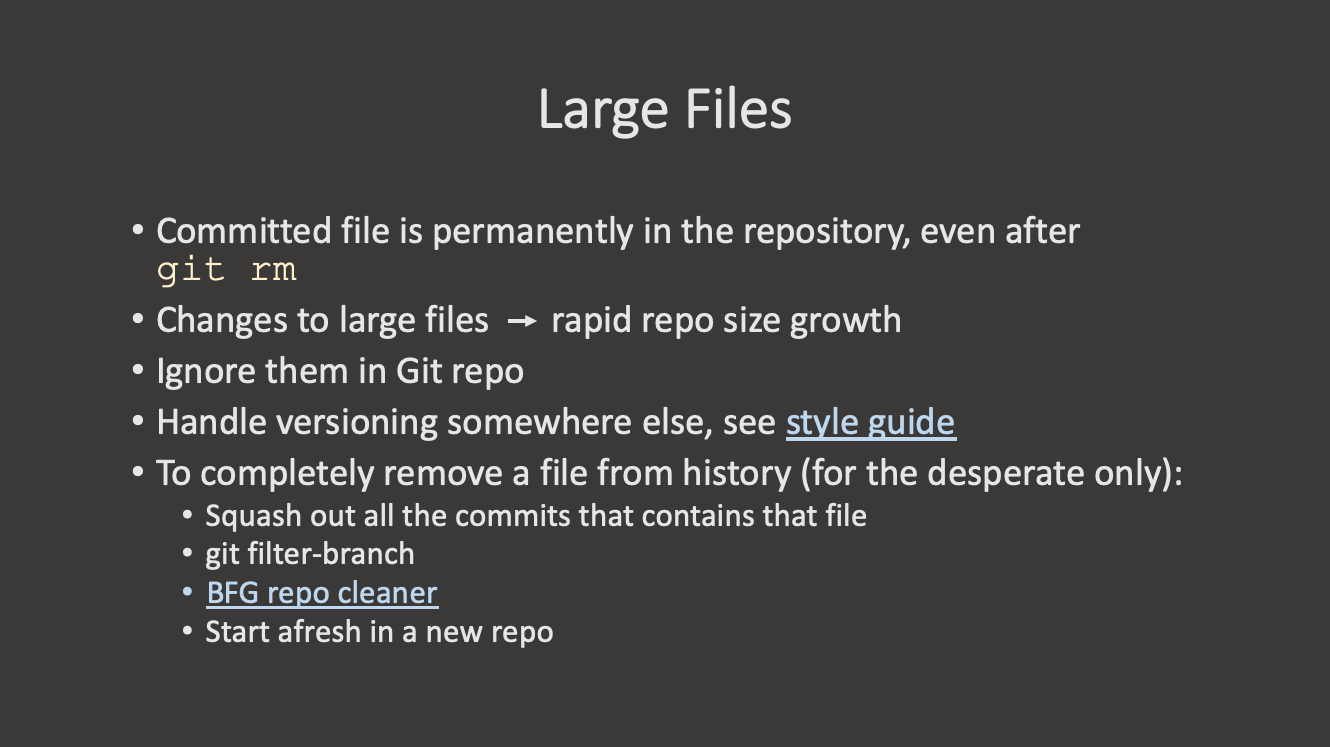 Large Files
• Committed file is permanently in the repository, even after
git rm
• Changes to large files → rapid repo size growth
• Ignore them in Git repo
• Handle versioning somewhere else, see style guide
• To completely remove a file from history (for the desperate only):
• Squash out all the commits that contains that file
• git filter-branch
• BFG repo cleaner
• Start afresh in a new repo